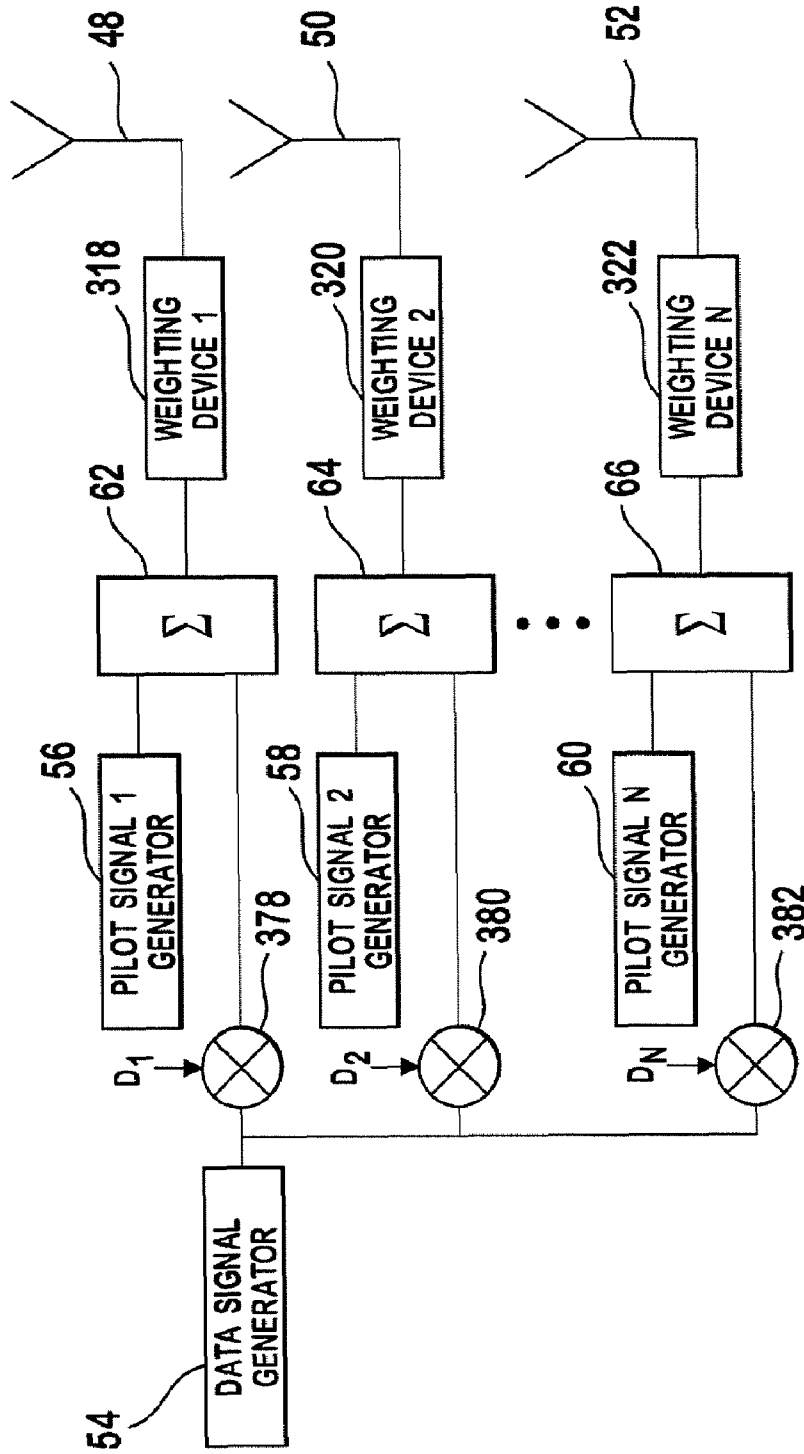 54
DATA SIGNAL
GENERATOR
D1
378
56
PILOT SIGNAL 1
GENERATOR
62
Σ
318
WEIGHTING
DEVICE 1
48
D2
380
58
PILOT SIGNAL 2
GENERATOR
64
Σ
320
WEIGHTING
DEVICE 2
50
DN
382
60
PILOT SIGNAL N
GENERATOR
66
Σ
322
WEIGHTING
DEVICE N
52